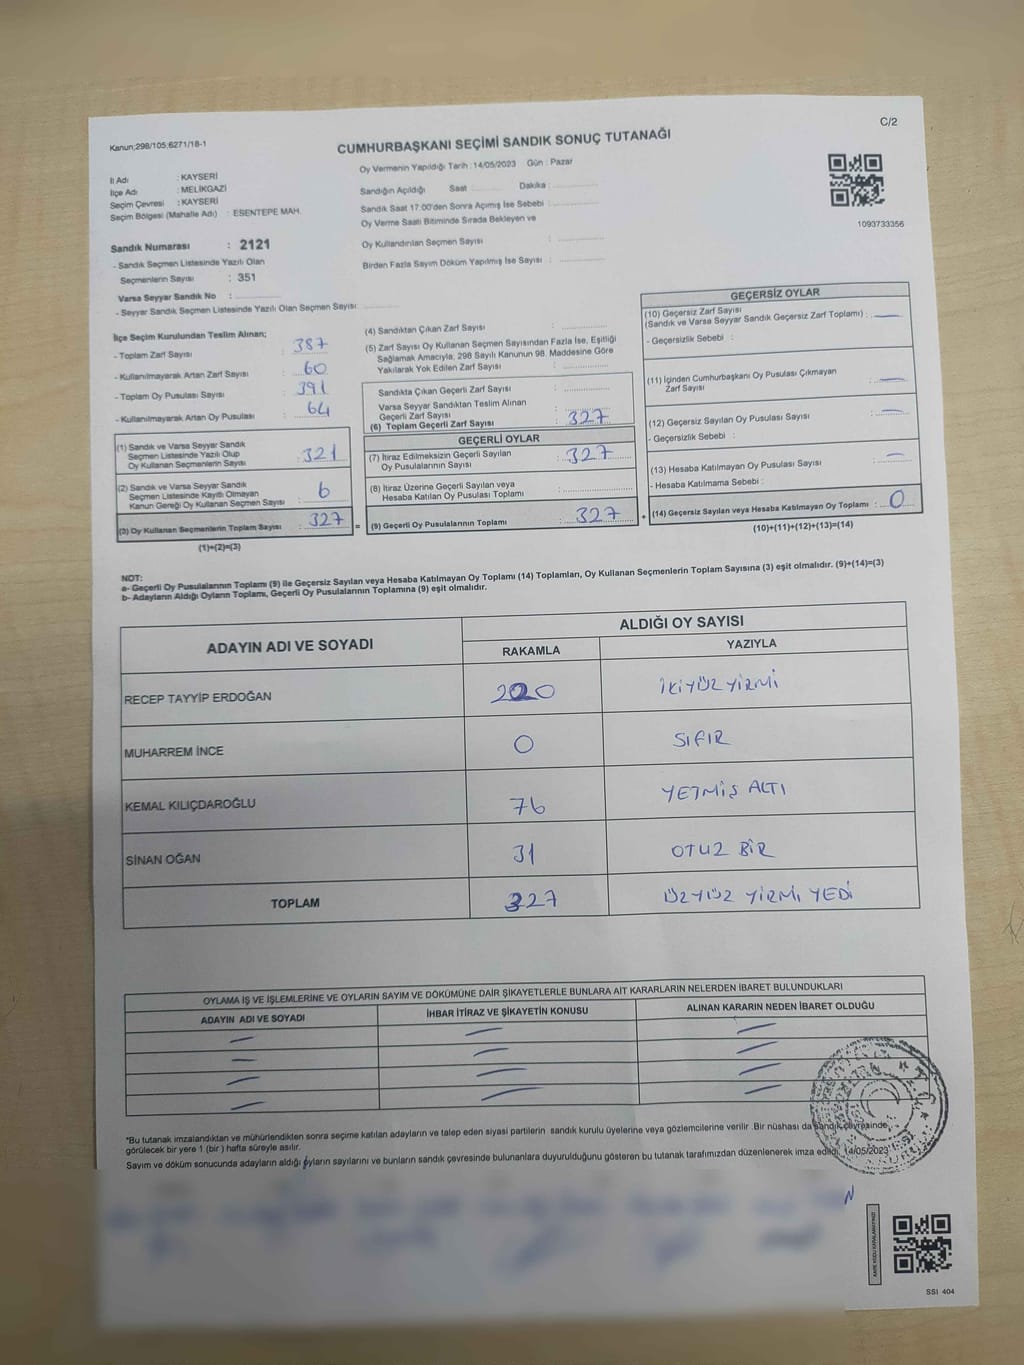 C/2
Kanun;298/105;6271/18-1
CUMHURBAŞKANI SEÇİMİ SANDIK SONUÇ TUTANAĞI
Oy Vermenin Yapıldığı Tarih : 14/05/2023 Gün : Pazar
İl Adı : KAYSERİ
İlçe Adı : MELİKGAZİ
Seçim Çevresi : KAYSERİ
Seçim Bölgesi (Mahalle Adı) : ESENTEPE MAH.
Sandığın Açıldığı Saat Dakika :
Sandık Saat 17:00'den Sonra Açımış İse Sebebi :
Oy Verme Saati Bitiminde Sırada Bekleyen ve
Oy Kullandırılan Seçmen Sayısı :
Birden Fazla Sayım Döküm Yapılmış İse Sayısı :
1093733356
Sandık Numarası : 2121
- Sandık Seçmen Listesinde Yazılı Olan
Seçmenlerin Sayısı : 351
Varsa Seyyar Sandık No :
- Seyyar Sandık Seçmen Listesinde Yazılı Olan Seçmen Sayısı:
İlçe Seçim Kurulundan Teslim Alınan;
- Toplam Zarf Sayısı : 387
- Kullanılmayarak Artan Zarf Sayısı : 60
- Toplam Oy Pusulası Sayısı : 391
- Kullanılmayarak Artan Oy Pusulası : 64
(1) Sandık ve Varsa Seyyar Sandık
Seçmen Listesinde Yazılı Olup
Oy Kullanan Seçmenlerin Sayısı : 321
(2) Sandık ve Varsa Seyyar Sandık
Seçmen Listesinde Kayıtlı Olmayan
Kanun Gereği Oy Kullanan Seçmen Sayısı : 6
(3) Oy Kullanan Seçmenlerin Toplam Sayısı : 327 =
(1)+(2)=(3)
(4) Sandıktan Çıkan Zarf Sayısı :
(5) Zarf Sayısı Oy Kullanan Seçmen Sayısından Fazla İse, Eşitliği
Sağlamak Amacıyla, 298 Sayılı Kanunun 98. Maddesine Göre
Yakılarak Yok Edilen Zarf Sayısı :
Sandıkta Çıkan Geçerli Zarf Sayısı :
Varsa Seyyar Sandıktan Teslim Alınan
Geçerli Zarf Sayısı :
(6) Toplam Geçerli Zarf Sayısı : 327
GEÇERLİ OYLAR
(7) İtiraz Edilmeksizin Geçerli Sayılan
Oy Pusulalarının Sayısı : 327
(8) İtiraz Üzerine Geçerli Sayılan veya
Hesaba Katılan Oy Pusulası Toplamı :
(9) Geçerli Oy Pusulalarının Toplamı : 327 +
GEÇERSİZ OYLAR
(10) Geçersiz Zarf Sayısı
(Sandık ve Varsa Seyyar Sandık Geçersiz Zarf Toplamı) : —
- Geçersizlik Sebebi :
(11) İçinden Cumhurbaşkanı Oy Pusulası Çıkmayan
Zarf Sayısı : —
(12) Geçersiz Sayılan Oy Pusulası Sayısı : —
- Geçersizlik Sebebi :
(13) Hesaba Katılmayan Oy Pusulası Sayısı : —
- Hesaba Katılmama Sebebi :
(14) Geçersiz Sayılan veya Hesaba Katılmayan Oy Toplamı : 0
(10)+(11)+(12)+(13)=(14)
NOT:
a- Geçerli Oy Pusulalarının Toplamı (9) ile Geçersiz Sayılan veya Hesaba Katılmayan Oy Toplamı (14) Toplamları, Oy Kullanan Seçmenlerin Toplam Sayısına (3) eşit olmalıdır. (9)+(14)=(3)
b- Adayların Aldığı Oyların Toplamı, Geçerli Oy Pusulalarının Toplamına (9) eşit olmalıdır.
ADAYIN ADI VE SOYADI ALDIĞI OY SAYISI
RAKAMLA YAZIYLA
RECEP TAYYİP ERDOĞAN 220 İKİYÜZ YİRMİ
MUHARREM İNCE 0 SIFIR
KEMAL KILIÇDAROĞLU 76 YETMİŞ ALTI
SİNAN OĞAN 31 OTUZ BİR
TOPLAM 327 ÜZYÜZ YİRMİ YEDİ
OYLAMA İŞ VE İŞLEMLERİNE VE OYLARIN SAYIM VE DÖKÜMÜNE DAİR ŞİKAYETLERLE BUNLARA AİT KARARLARIN NELERDEN İBARET BULUNDUKLARI
ADAYIN ADI VE SOYADI İHBAR İTİRAZ VE ŞİKAYETİN KONUSU ALINAN KARARIN NEDEN İBARET OLDUĞU
— — —
— — —
— — —
— — —
*Bu tutanak imzalandıktan ve mühürlendikten sonra seçime katılan adayların ve talep eden siyasi partilerin sandık kurulu üyelerine veya gözlemcilerine verilir .Bir nüshası da sandık çevresinde
görülecek bir yere 1 (bir ) hafta süreyle asılır.
Sayım ve döküm sonucunda adayların aldığı oyların sayılarını ve bunların sandık çevresinde bulunanlara duyurulduğunu gösteren bu tutanak tarafımızdan düzenlenerek imza edildi. 14/05/2023
SSI 404